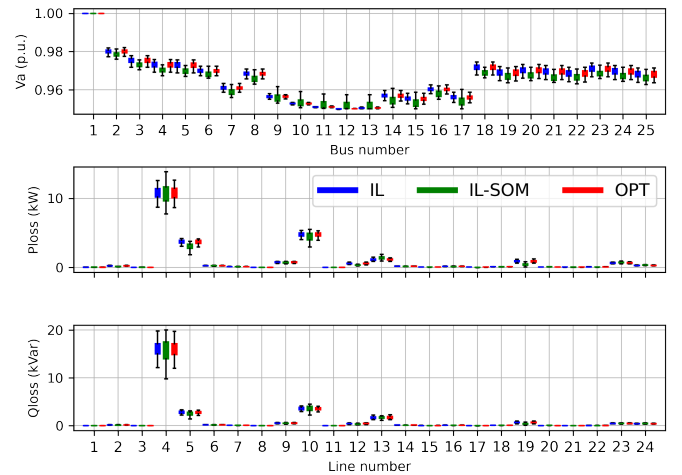 Va (p.u.)
1.00
0.98
0.96
1 2 3 4 5 6 7 8 9 10 11 12 13 14 15 16 17 18 19 20 21 22 23 24 25
Bus number
Ploss (kW)
10
0
IL IL-SOM OPT
Qloss (kVar)
20
10
0
1 2 3 4 5 6 7 8 9 10 11 12 13 14 15 16 17 18 19 20 21 22 23 24
Line number